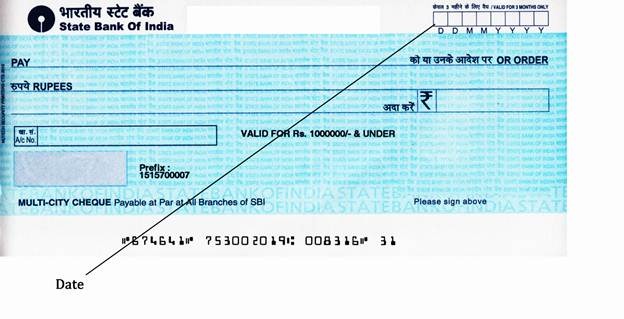 भारतीय स्टेट बैंक
State Bank Of India
केवल 3 महीने के लिए वैध / VALID FOR 3 MONTHS ONLY
D D M M Y Y Y Y
PAY को या उनके आदेश पर OR ORDER
रुपये RUPEES
अदा करें ₹
खा. सं.
A/c No.
VALID FOR Rs. 1000000/- & UNDER
Prefix :
1515700007
MULTI-CITY CHEQUE Payable at Par at All Branches of SBI
Please sign above
⑈674641⑈ 753002019⑆ 008316⑈ 31
Date